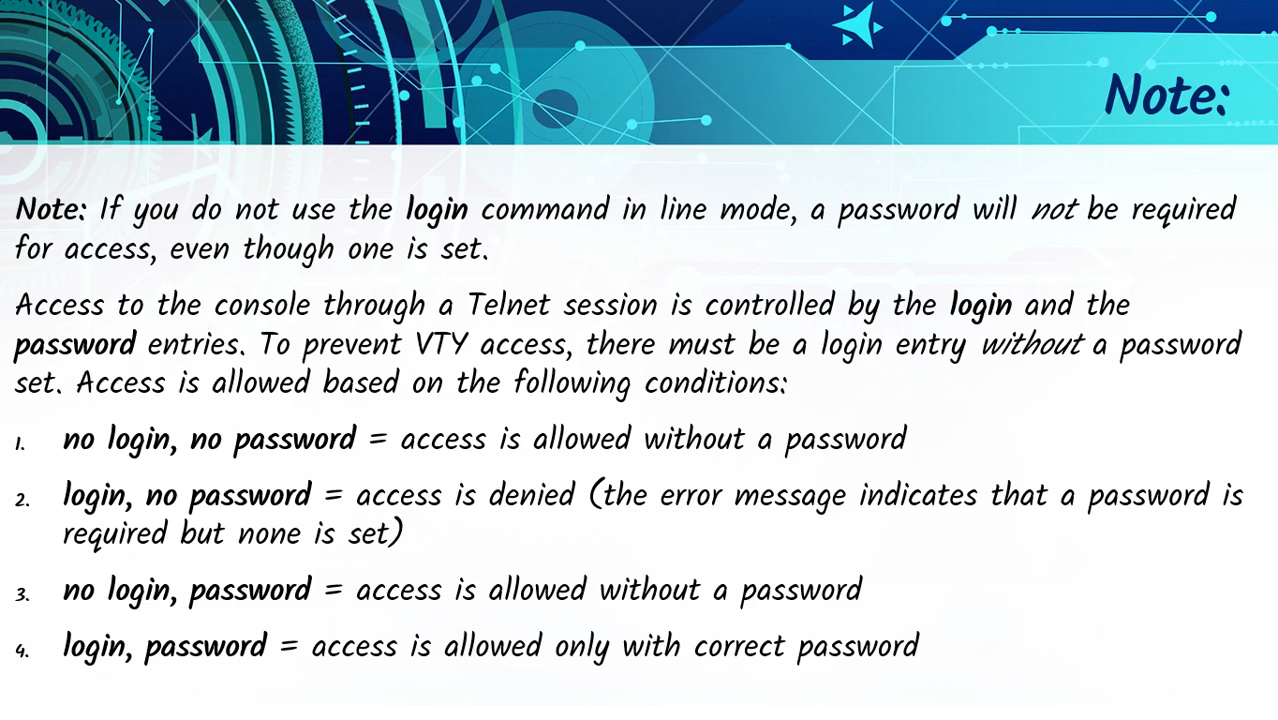 Note:
Note: If you do not use the login command in line mode, a password will not be required
for access, even though one is set.
Access to the console through a Telnet session is controlled by the login and the
password entries. To prevent VTY access, there must be a login entry without a password
set. Access is allowed based on the following conditions:
1. no login, no password = access is allowed without a password
2. login, no password = access is denied (the error message indicates that a password is
required but none is set)
3. no login, password = access is allowed without a password
4. login, password = access is allowed only with correct password